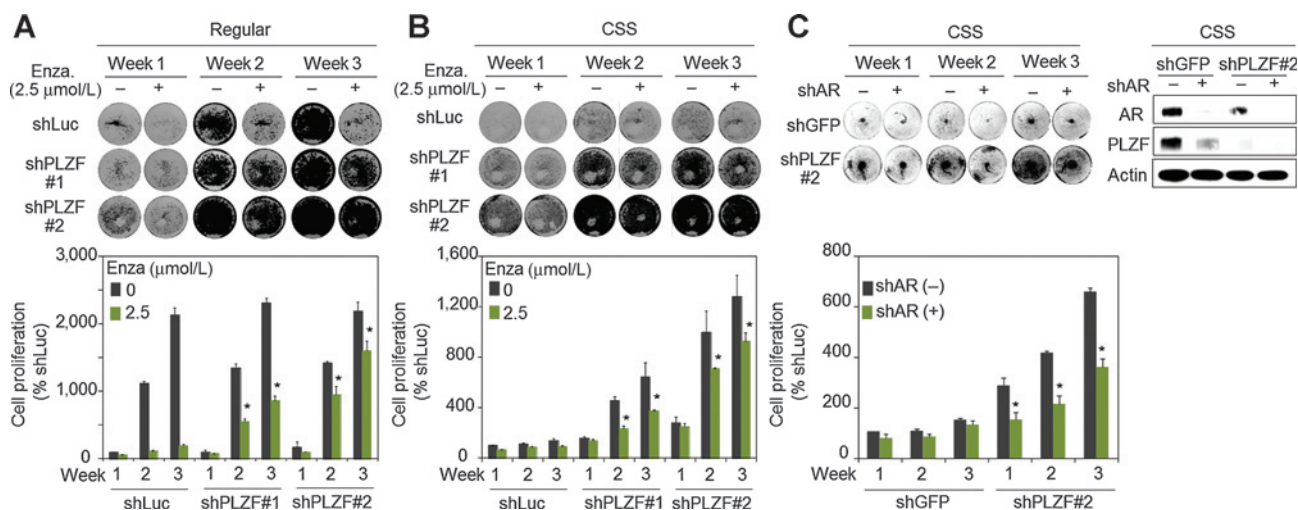 A
Regular
Week 1 Week 2 Week 3
Enza.
(2.5 μmol/L) – + – + – +
shLuc
shPLZF
#1
shPLZF
#2
3,000
2,000
1,000
0
Cell proliferation
(% shLuc)
Enza (μmol/L)
0
2.5
* * * *
Week 1 2 3 1 2 3 1 2 3
shLuc shPLZF#1 shPLZF#2
B
CSS
Week 1 Week 2 Week 3
Enza.
(2.5 μmol/L) – + – + – +
shLuc
shPLZF
#1
shPLZF
#2
1,600
1,200
800
400
0
Cell proliferation
(% shLuc)
Enza (μmol/L)
0
2.5
* * * *
Week 1 2 3 1 2 3 1 2 3
shLuc shPLZF#1 shPLZF#2
C
CSS
Week 1 Week 2 Week 3
shAR – + – + – +
shGFP
shPLZF
#2
CSS
shGFP shPLZF#2
shAR – + – +
AR
PLZF
Actin
800
600
400
200
0
Cell proliferation
(% shLuc)
shAR (–)
shAR (+)
* * *
Week 1 2 3 1 2 3
shGFP shPLZF#2